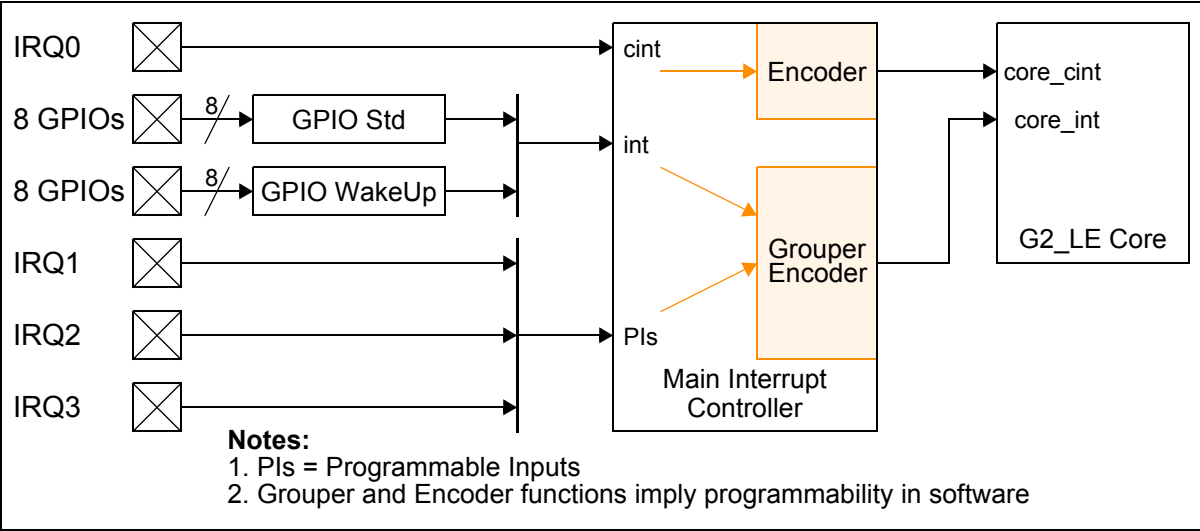 IRQ0
8 GPIOs
8
GPIO Std
8 GPIOs
8
GPIO WakeUp
IRQ1
IRQ2
IRQ3
cint
int
PIs
Encoder
Grouper
Encoder
Main Interrupt
Controller
core_cint
core_int
G2_LE Core
Notes:
1. PIs = Programmable Inputs
2. Grouper and Encoder functions imply programmability in software